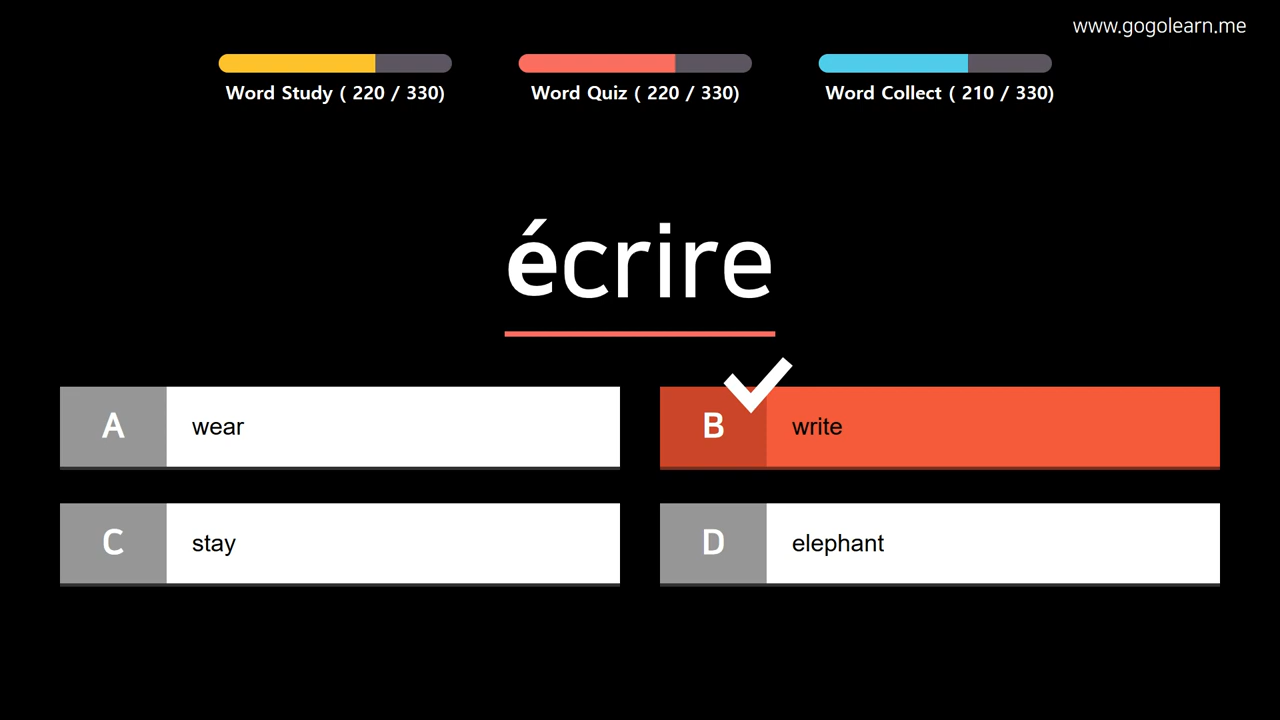 www.gogolearn.me
Word Study ( 220 / 330)
Word Quiz ( 220 / 330)
Word Collect ( 210 / 330)
écrire
A wear
B write
C stay
D elephant